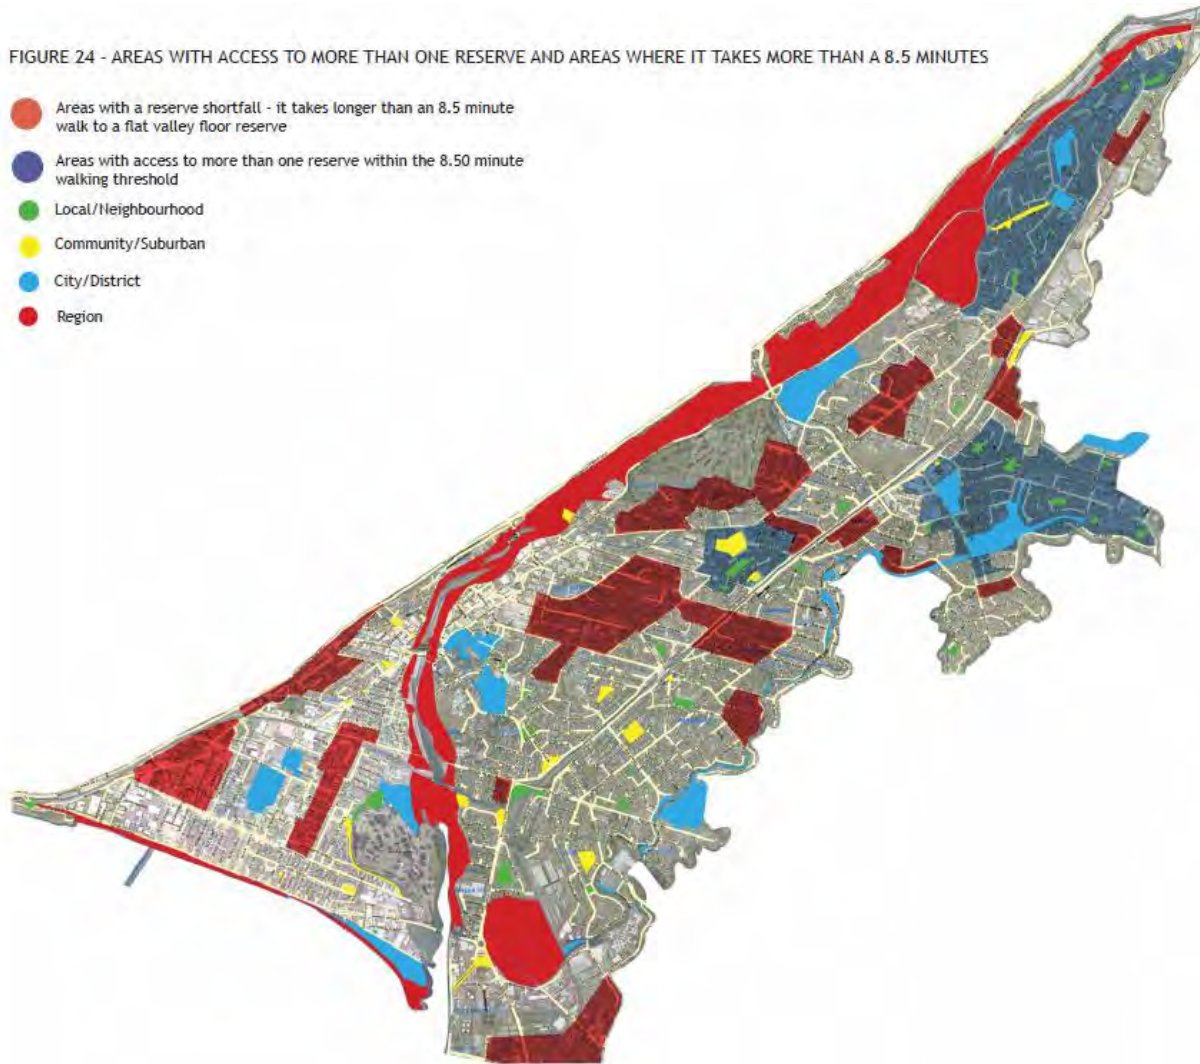 FIGURE 24 - AREAS WITH ACCESS TO MORE THAN ONE RESERVE AND AREAS WHERE IT TAKES MORE THAN A 8.5 MINUTES
Areas with a reserve shortfall - it takes longer than an 8.5 minute
walk to a flat valley floor reserve
Areas with access to more than one reserve within the 8.50 minute
walking threshold
Local/Neighbourhood
Community/Suburban
City/District
Region